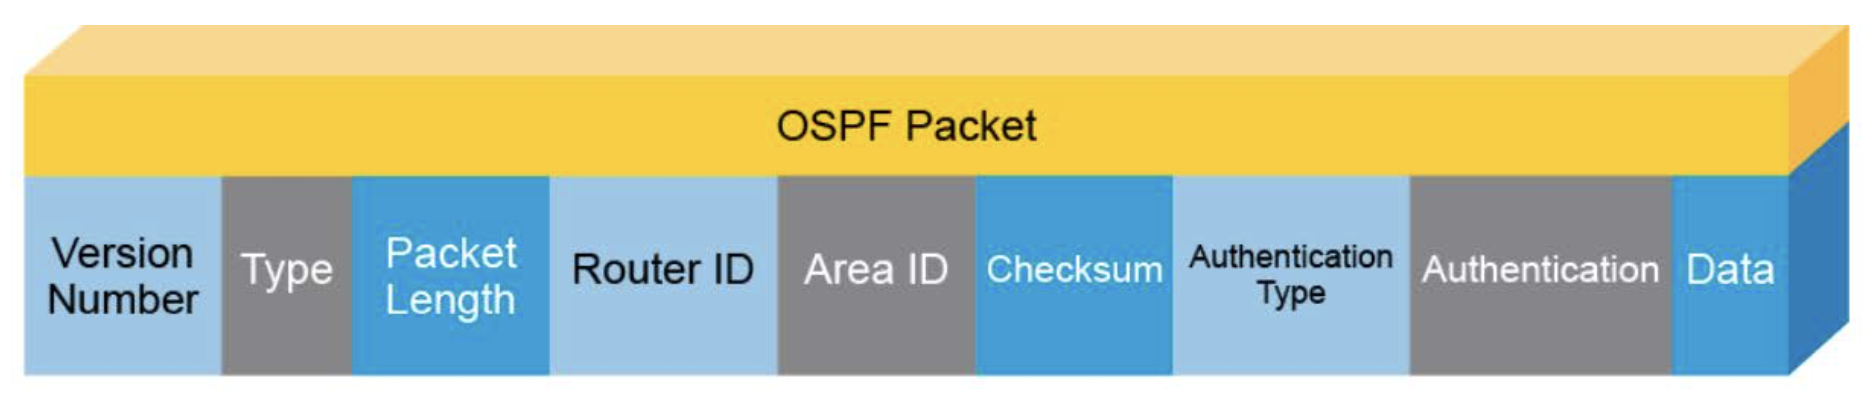 OSPF Packet
Version
Number
Type
Packet
Length
Router ID
Area ID
Checksum
Authentication
Type
Authentication
Data